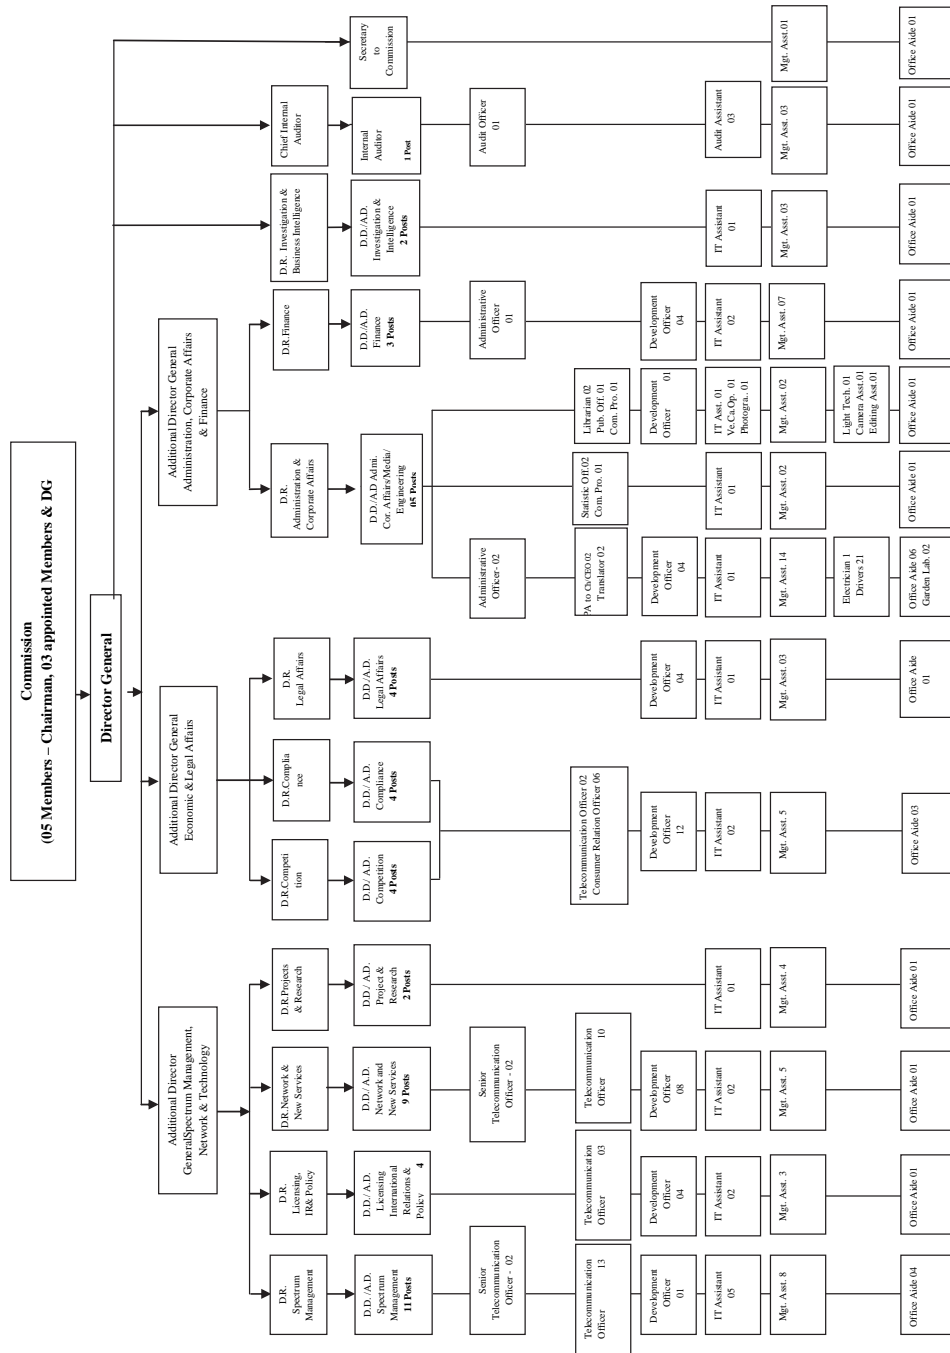 Commission
(05 Members – Chairman, 03 appointed Members & DG
Director General
Additional Director
GeneralSpectrum Management,
Network & Technology
Additional Director General
Economic & Legal Affairs
Additional Director General
Administration, Corporate Affairs
& Finance
D.R.
Spectrum
Management
D.R.
Licensing,
IR& Policy
D.R.Network &
New Services
D.R.Projects
& Research
D.R.Competi
tion
D.R.Complia
nce
D.R.
Legal Affairs
D.R.
Administration &
Corporate Affairs
D.R.Finance
D.R. Investigation &
Business Intelligence
Chief Internal
Auditor
D.D. /A.D.
Spectrum
Management
11 Posts
D.D./ A.D.
Licensing
International
Relations &
Policy 4
D.D./ A.D.
Network and
New Services
9 Posts
D.D./ A.D.
Project &
Research
2 Posts
D.D./ A.D.
Competition
4 Posts
D.D./ A.D.
Compliance
4 Posts
D.D./A.D.
Legal Affairs
4 Posts
D.D./A.D Admi.
Cor. Affairs/Media/
Engineering
05 Posts
D.D./A.D.
Finance
3 Posts
D.D./A.D.
Investigation &
Intelligence
2 Posts
Internal
Auditor
1 Post
Secretary
to
Commission
Senior
Telecommunication
Officer - 02
Senior
Telecommunication
Officer - 02
Administrative
Officer- 02
Administrative
Officer
01
Audit Officer
01
Telecommunication
Officer 13
Telecommunication
Officer 03
Telecommunication
Officer 10
Telecommunication Officer 02
Consumer Relation Officer 06
PA to Ch/CEO 02
Translator 02
Statistic Off.02
Com. Pro. 01
Librarian 02
Pub. Off. 01
Com. Pro. 01
Development
Officer
01
Development
Officer
04
Development
Officer
08
Development
Officer
12
Development
Officer
04
Development
Officer
04
Development
Officer 01
Development
Officer
04
IT Assistant
05
IT Assistant
02
IT Assistant
02
IT Assistant
01
IT Assistant
02
IT Assistant
01
IT Assistant
01
IT Assistant
01
IT Asst. 01
Ve.Ca.Op. 01
Photogra.. 01
IT Assistant
02
IT Assistant
01
Audit Assistant
03
Mgt. Asst. 8
Mgt. Asst. 3
Mgt. Asst. 5
Mgt. Asst. 4
Mgt. Asst. 5
Mgt. Asst. 03
Mgt. Asst. 14
Mgt. Asst. 02
Mgt. Asst. 02
Mgt. Asst. 07
Mgt. Asst. 03
Mgt. Asst. 03
Mgt. Asst.01
Electrician 1
Drivers 21
Light Tech. 01
Camera Asst.01
Editing Asst.01
Office Aide 04
Office Aide 01
Office Aide 01
Office Aide 01
Office Aide 03
Office Aide
01
Office Aide 06
Garden Lab. 02
Office Aide 01
Office Aide 01
Office Aide 01
Office Aide 01
Office Aide 01
Office Aide 01